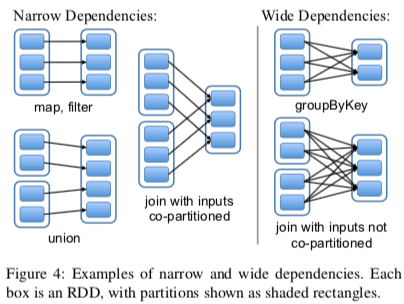 Narrow Dependencies:
Wide Dependencies:
map, filter
groupByKey
union
join with inputs
co-partitioned
join with inputs not
co-partitioned
Figure 4: Examples of narrow and wide dependencies. Each
box is an RDD, with partitions shown as shaded rectangles.